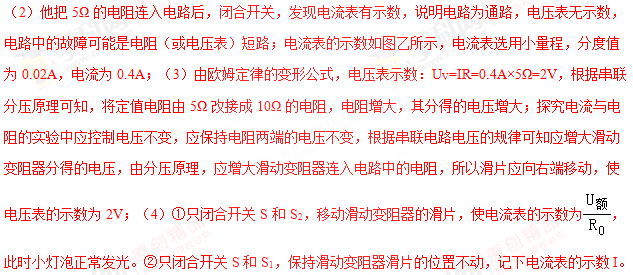 （2）他把 5Ω 的电阻连入电路后，闭合开关，发现电流表有示数，说明电路为通路，电压表无示数，
电路中的故障可能是电阻（或电压表）短路；电流表的示数如图乙所示，电流表选用小量程，分度值
为 0.02A，电流为 0.4A；（3）由欧姆定律的变形公式，电压表示数：UV=IR=0.4A×5Ω=2V，根据串联
分压原理可知，将定值电阻由 5Ω 改接成 10Ω 的电阻，电阻增大，其分得的电压增大；探究电流与电
阻的实验中应控制电压不变，应保持电阻两端的电压不变，根据串联电路电压的规律可知应增大滑动
变阻器分得的电压，由分压原理，应增大滑动变阻器连入电路中的电阻，所以滑片应向右端移动，使
电压表的示数为 2V；（4）①只闭合开关 S 和 S2，移动滑动变阻器的滑片，使电流表的示数为U额/R0，
此时小灯泡正常发光。②只闭合开关 S 和 S1，保持滑动变阻器滑片的位置不动，记下电流表的示数 I。